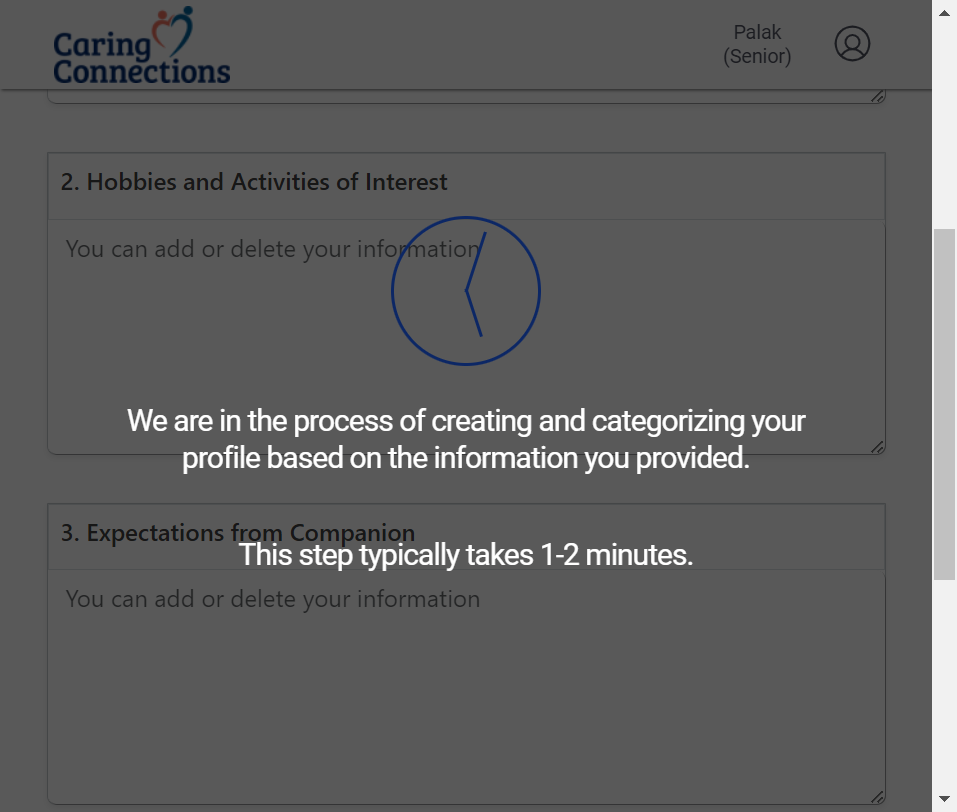 Caring
Connections
Palak
(Senior)
2. Hobbies and Activities of Interest
You can add or delete your information
We are in the process of creating and categorizing your
profile based on the information you provided.
3. Expectations from Companion
This step typically takes 1-2 minutes.
You can add or delete your information